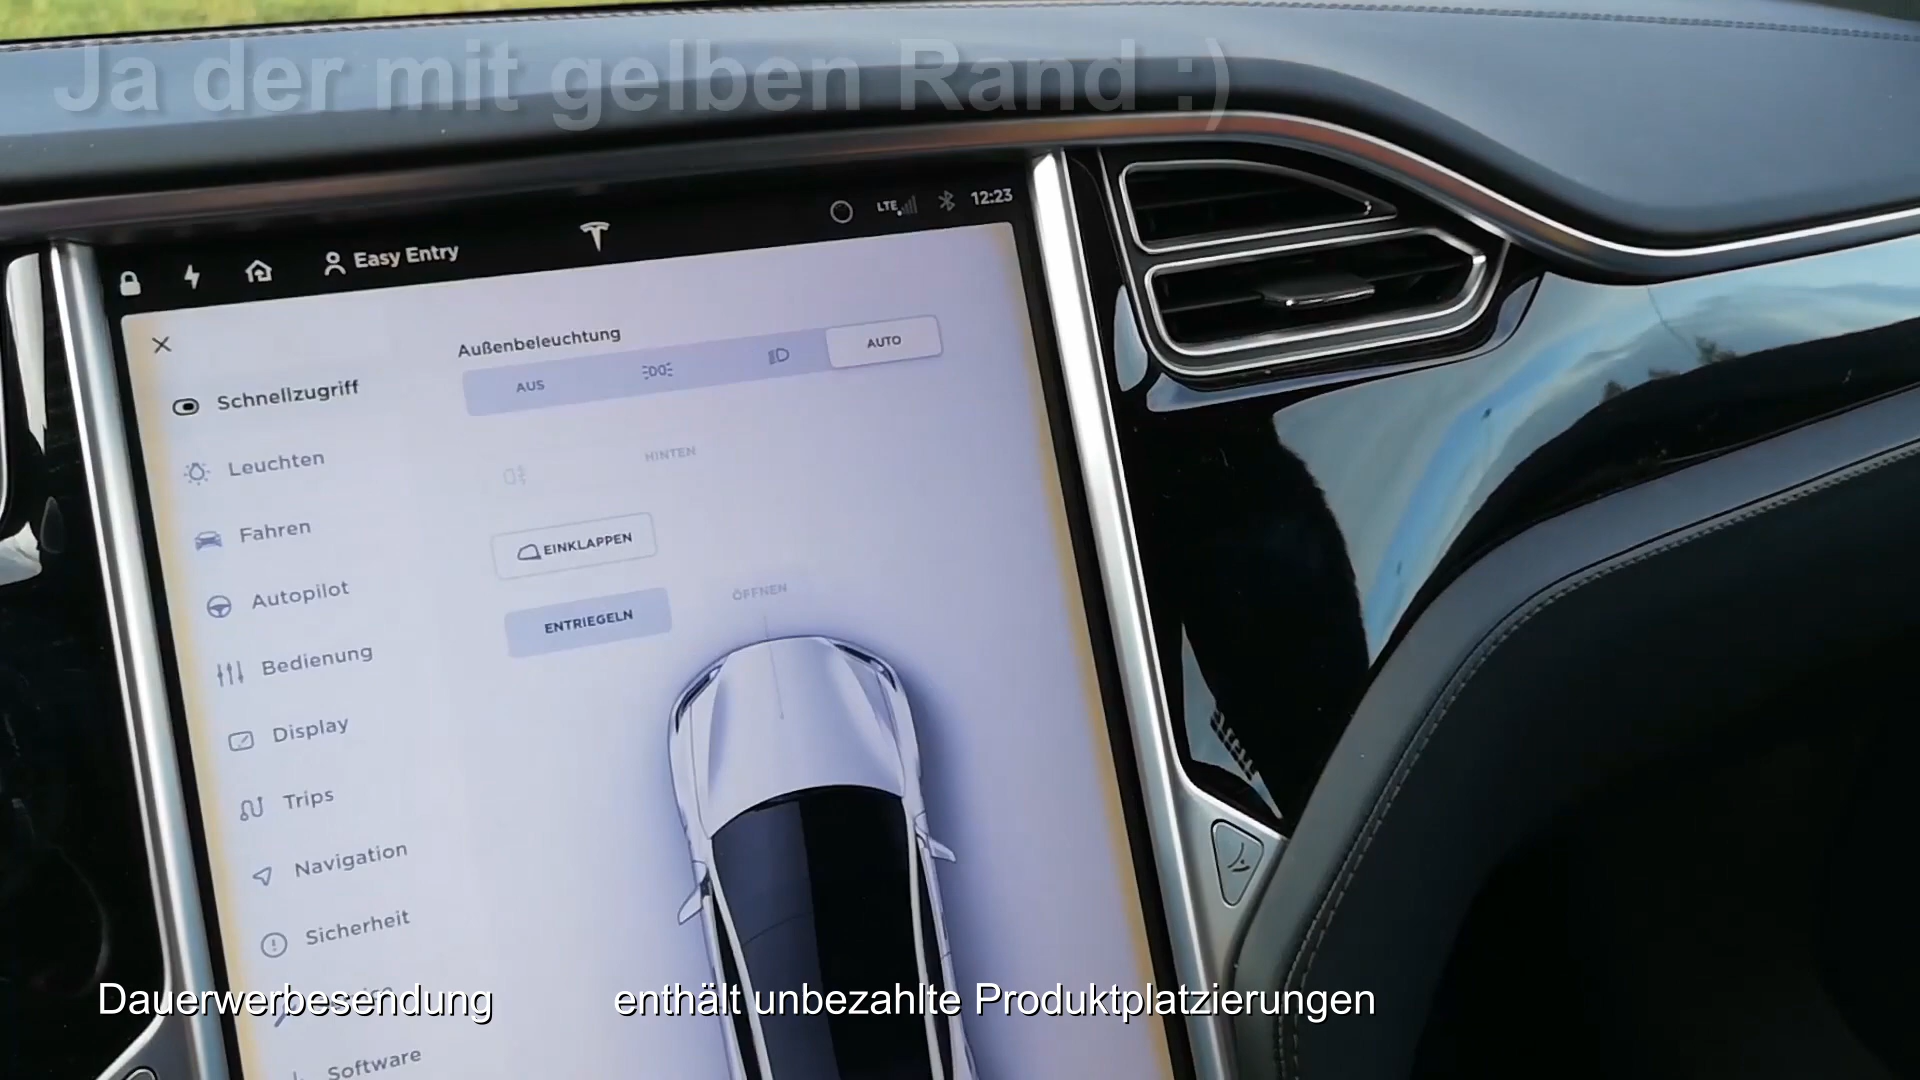 Ja der mit gelben Rand ;)
Easy Entry
LTE
12:23
Außenbeleuchtung
AUS
AUTO
Schnellzugriff
Leuchten
HINTEN
Fahren
EINKLAPPEN
Autopilot
ÖFFNEN
ENTRIEGELN
Bedienung
Display
Trips
Navigation
Sicherheit
Dauerwerbesendung enthält unbezahlte Produktplatzierungen
Software